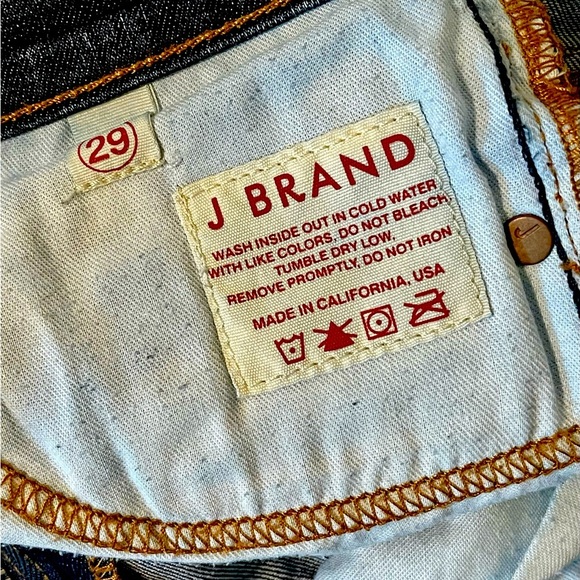 29
J BRAND
WASH INSIDE OUT IN COLD WATER
WITH LIKE COLORS, DO NOT BLEACH
TUMBLE DRY LOW,
REMOVE PROMPTLY, DO NOT IRON
MADE IN CALIFORNIA, USA